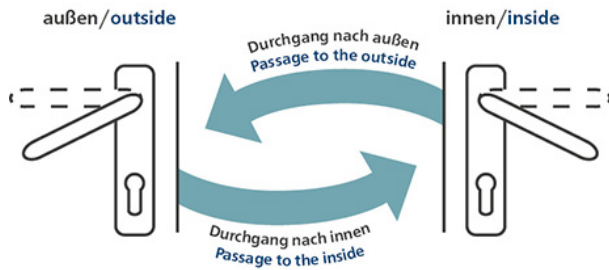 außen/outside
innen/inside
Durchgang nach außen
Passage to the outside
Durchgang nach innen
Passage to the inside